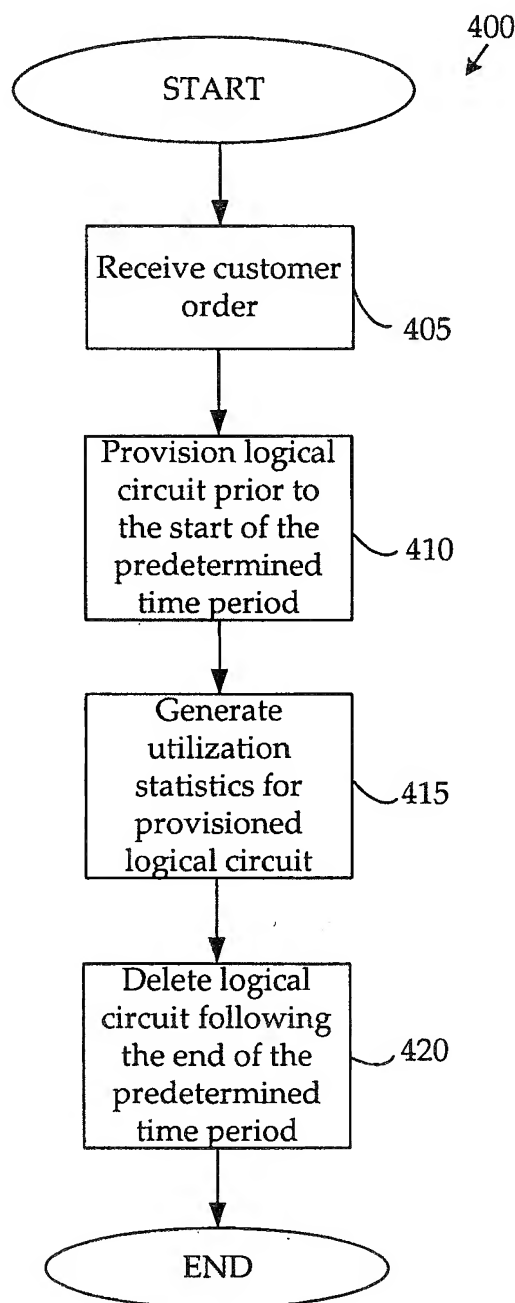 400
START
Receive customer
order
405
Provision logical
circuit prior to
the start of the
predetermined
time period
410
Generate
utilization
statistics for
provisioned
logical circuit
415
Delete logical
circuit following
the end of the
predetermined
time period
420
END